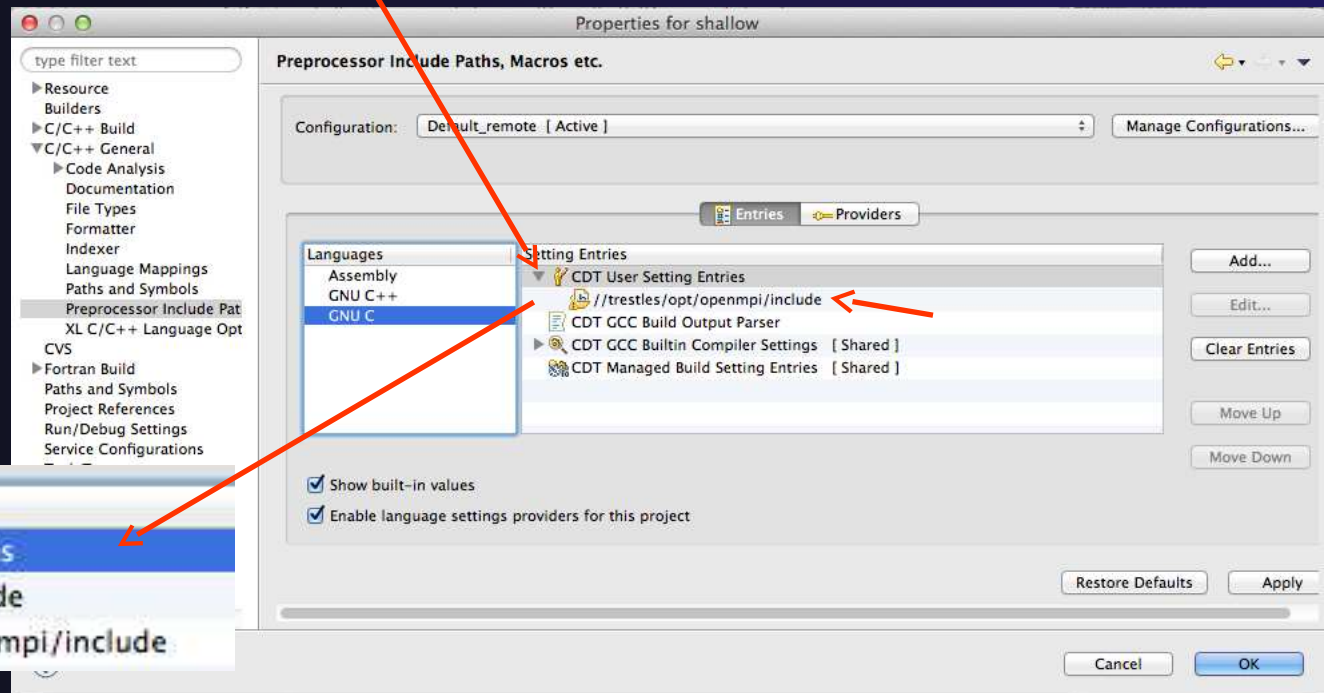 Properties for shallow
type filter text
Resource
Builders
C/C++ Build
C/C++ General
Code Analysis
Documentation
File Types
Formatter
Indexer
Language Mappings
Paths and Symbols
Preprocessor Include Pat
XL C/C++ Language Opt
CVS
Fortran Build
Paths and Symbols
Project References
Run/Debug Settings
Service Configurations
Preprocessor Include Paths, Macros etc.
Configuration: Default_remote [ Active ] Manage Configurations...
Entries Providers
Languages
Assembly
GNU C++
GNU C
Setting Entries
CDT User Setting Entries
//trestles/opt/openmpi/include
CDT GCC Build Output Parser
CDT GCC Builtin Compiler Settings [ Shared ]
CDT Managed Build Setting Entries [ Shared ]
Add...
Edit...
Clear Entries
Move Up
Move Down
Show built-in values
Enable language settings providers for this project
Restore Defaults Apply
Cancel OK
s
de
mpi/include